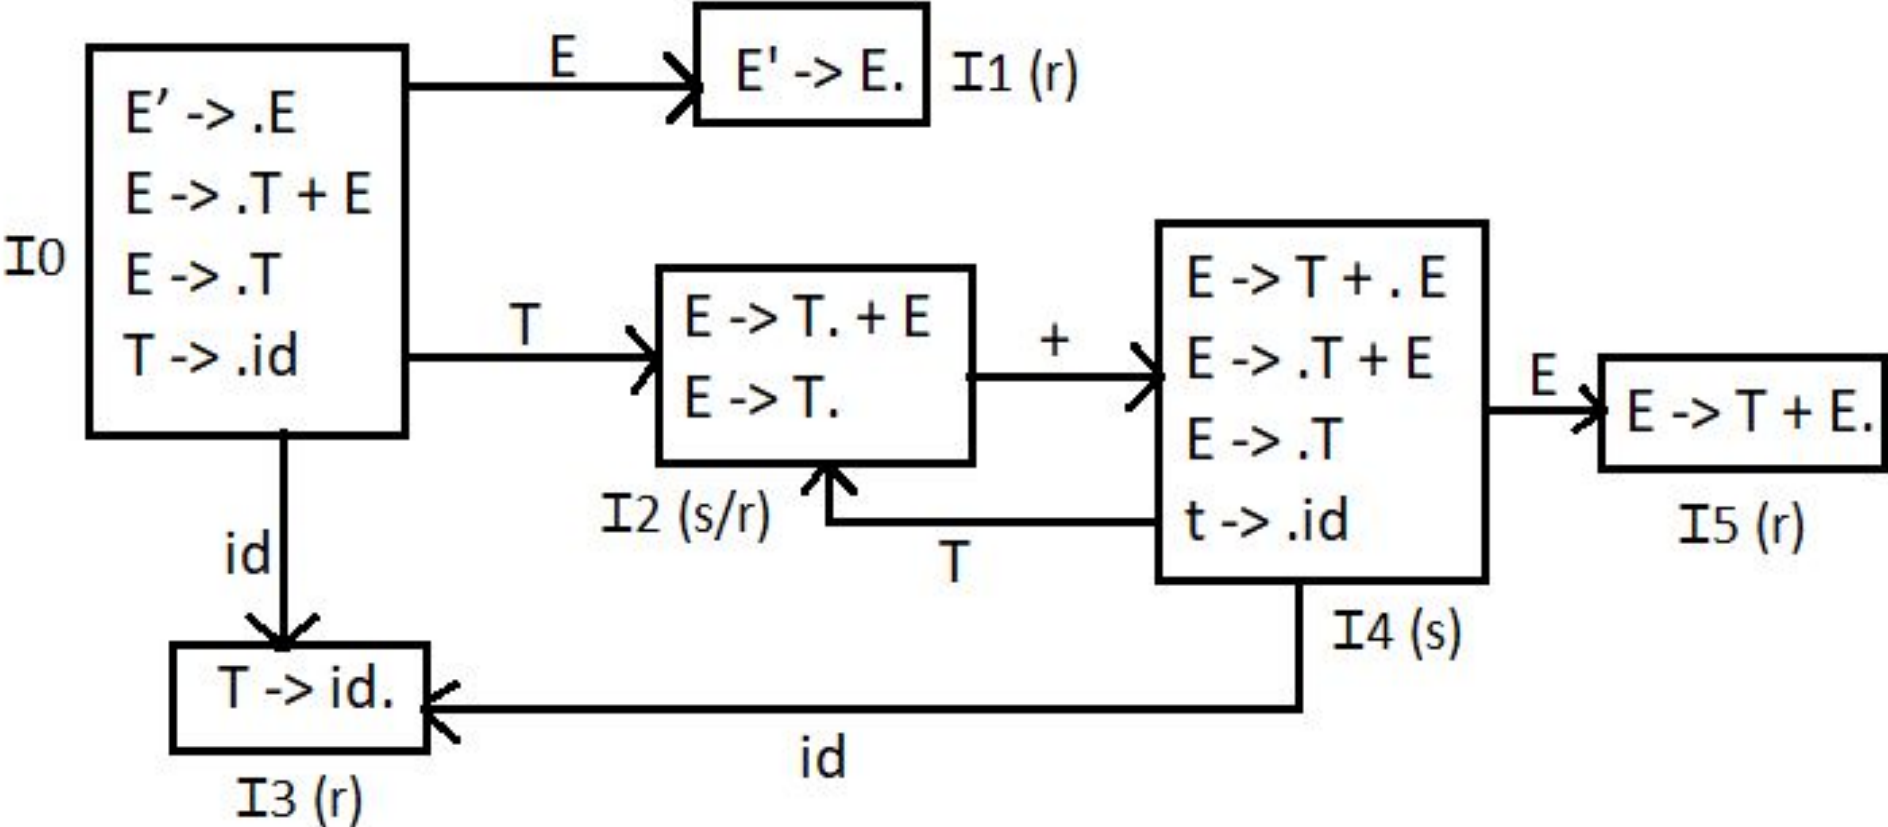 I0
E’ -> .E
E -> .T + E
E -> .T
T -> .id
E
E' -> E.
I1 (r)
T
E -> T. + E
E -> T.
I2 (s/r)
+
E -> T + . E
E -> .T + E
E -> .T
t -> .id
I4 (s)
E
E -> T + E.
I5 (r)
T
id
T -> id.
I3 (r)
id